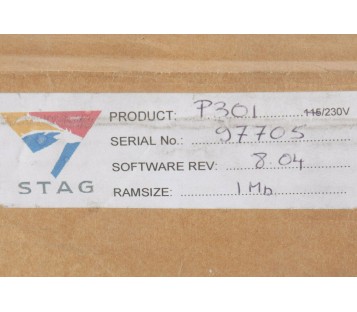 PRODUCT: P301 115/230V
SERIAL No.: 97705
SOFTWARE REV: 8.04
STAG
RAMSIZE: 1Mb